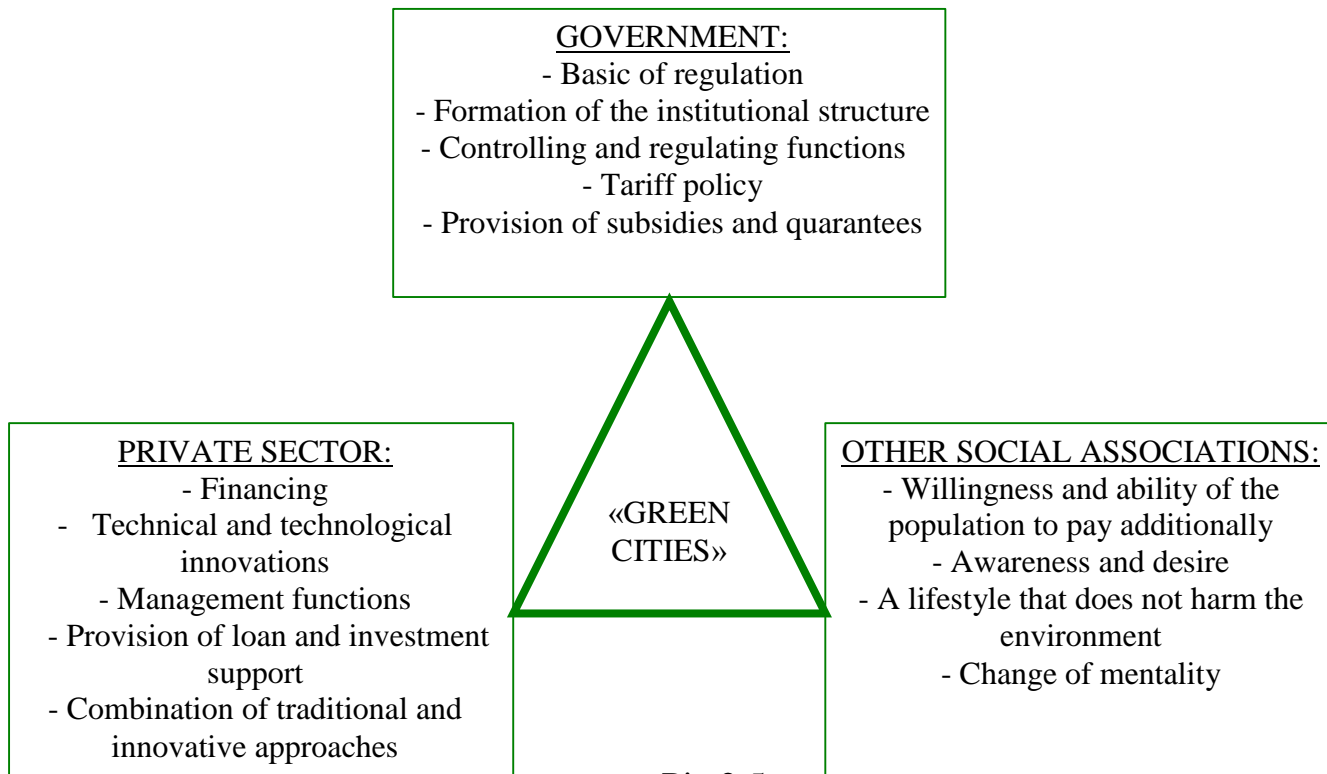 GOVERNMENT:
- Basic of regulation
- Formation of the institutional structure
- Controlling and regulating functions
- Tariff policy
- Provision of subsidies and quarantees
PRIVATE SECTOR:
- Financing
- Technical and technological
innovations
- Management functions
- Provision of loan and investment
support
- Combination of traditional and
innovative approaches
«GREEN
CITIES»
OTHER SOCIAL ASSOCIATIONS:
- Willingness and ability of the
population to pay additionally
- Awareness and desire
- A lifestyle that does not harm the
environment
- Change of mentality